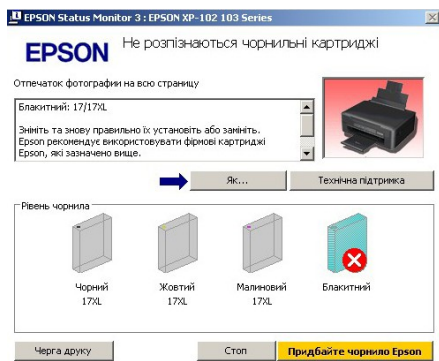 EPSON Status Monitor 3 : EPSON XP-102 103 Series
EPSON
Не розпізнаються чорнильні картриджі
Отпечаток фотографии на всю страницу
Блакитний: 17/17XL
Зніміть та знову правильно їх установіть або замініть.
Epson рекомендує використовувати фірмові картриджі
Epson, які зазначено вище.
Як...
Технічна підтримка
Рівень чорнила
Чорний
17XL
Жовтий
17XL
Малиновий
17XL
Блакитний
Черга друку
Стоп
Придбайте чорнило Epson